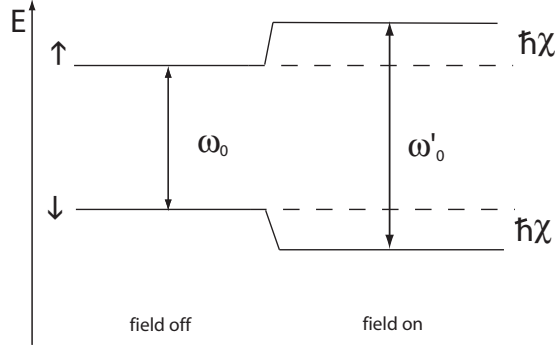 E
↑
ħχ
ω₀
ω'₀
↓
ħχ
field off
field on